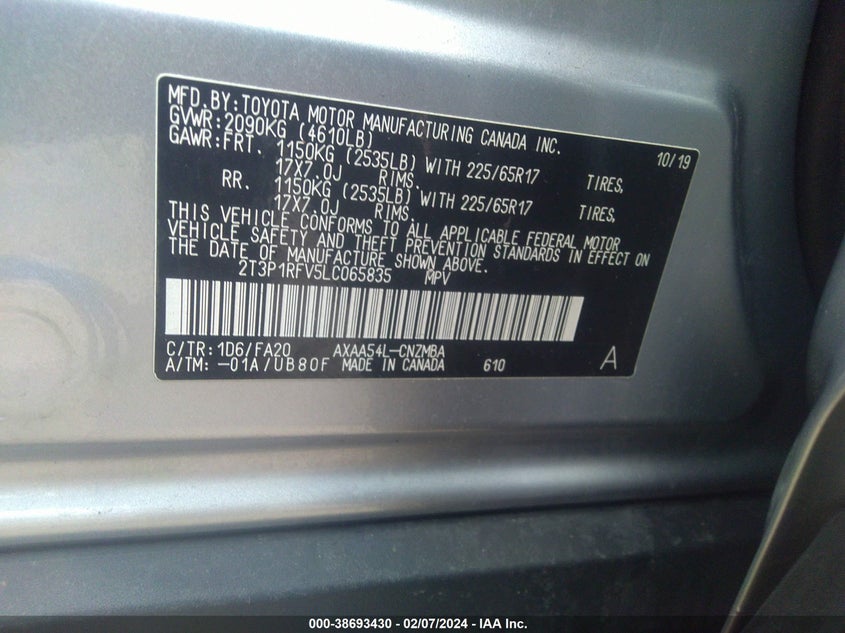 MFD.BY:TOYOTA MOTOR MANUFACTURING CANADA INC.
GVWR:2090KG (4610LB) 10/19
GAWR:FRT. 1150KG (2535LB) WITH 225/65R17 TIRES,
17X7.0J RIMS.
RR. 1150KG (2535LB) WITH 225/65R17 TIRES,
17X7.0J RIMS.
THIS VEHICLE CONFORMS TO ALL APPLICABLE FEDERAL MOTOR
VEHICLE SAFETY AND THEFT PREVENTION STANDARDS IN EFFECT ON
THE DATE OF MANUFACTURE SHOWN ABOVE.
2T3P1RFV5LC065835 MPV
C/TR:1D6/FA20 AXAA54L-CNZMBA
A/TM:-01A/UB80F MADE IN CANADA 610 A
000-38693430 - 02/07/2024 - IAA Inc.